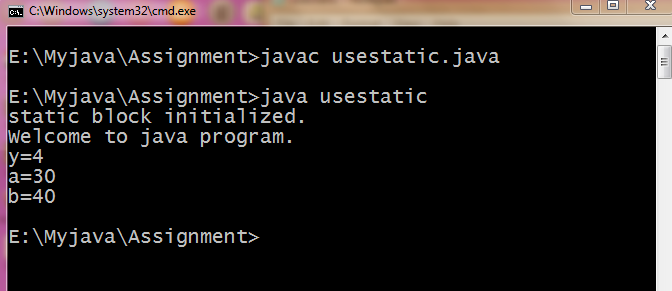 C:\Windows\system32\cmd.exe
E:\Myjava\Assignment>javac usestatic.java
E:\Myjava\Assignment>java usestatic
static block initialized.
Welcome to java program.
y=4
a=30
b=40
E:\Myjava\Assignment>